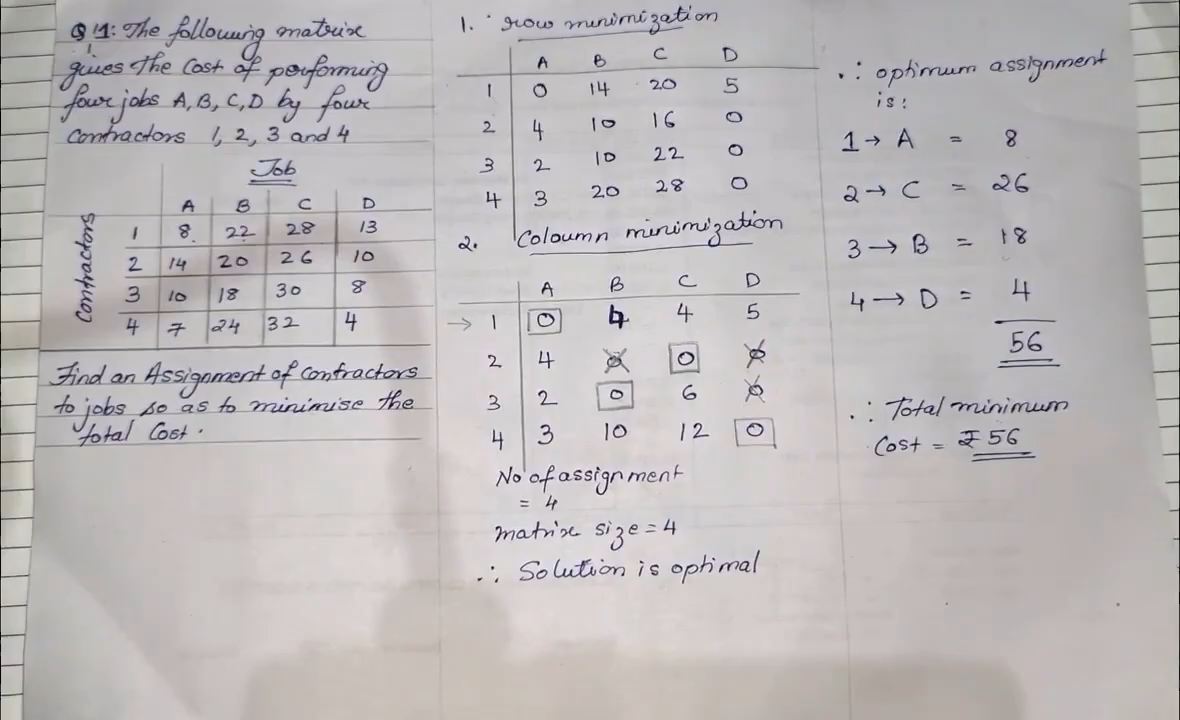 Q 1: The following matrix
gives The Cost of performing
four jobs A, B, C, D by four
Contractors 1, 2, 3 and 4
Job
A B C D
Contractors
1 8 22 28 13
2 14 20 26 10
3 10 18 30 8
4 7 24 32 4
Find an Assignment of contractors
to jobs so as to minimise the
total Cost.
1. row minimization
A B C D
1 0 14 20 5
2 4 10 16 0
3 2 10 22 0
4 3 20 28 0
2. Coloumn minimization
A B C D
→ 1 0 4 4 5
2 4 0 0 0
3 2 0 6 0
4 3 10 12 0
No of assignment
= 4
matrix size = 4
∴ Solution is optimal
∴ optimum assignment
is:
1 → A = 8
2 → C = 26
3 → B = 18
4 → D = 4
56
∴ Total minimum
Cost = ₹ 56